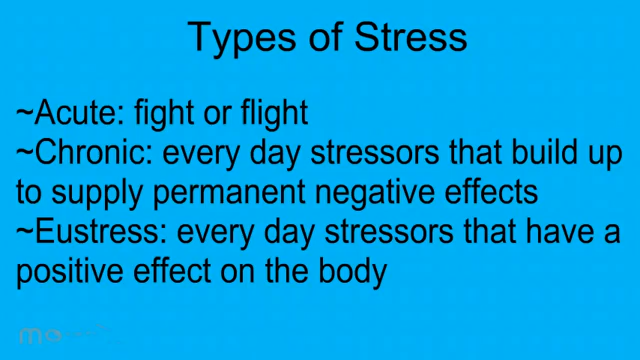 Types of Stress
~Acute: fight or flight
~Chronic: every day stressors that build up
to supply permanent negative effects
~Eustress: every day stressors that have a
positive effect on the body